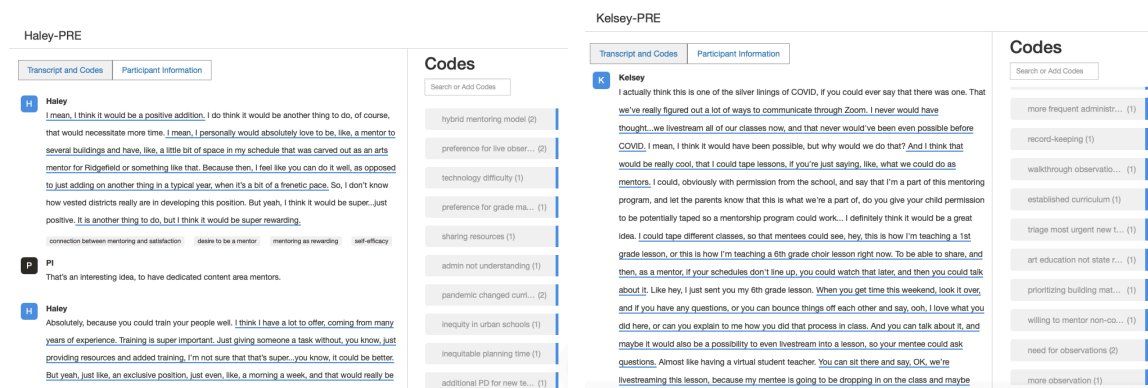 Haley-PRE
Transcript and Codes
Participant Information
H
Haley
I mean, I think it would be a positive addition. I do think it would be another thing to do, of course,
that would necessitate more time. I mean, I personally would absolutely love to be, like, a mentor to
several buildings and have, like, a little bit of space in my schedule that was carved out as an arts
mentor for Ridgefield or something like that. Because then, I feel like you can do it well, as opposed
to just adding on another thing in a typical year, when it's a bit of a frenetic pace. So, I don't know
how vested districts really are in developing this position. But yeah, I think it would be super...just
positive. It is another thing to do, but I think it would be super rewarding.
connection between mentoring and satisfaction
desire to be a mentor
mentoring as rewarding
self-efficacy
P
PI
That's an interesting idea, to have dedicated content area mentors.
H
Haley
Absolutely, because you could train your people well. I think I have a lot to offer, coming from many
years of experience. Training is super important. Just giving someone a task without, you know, just
providing resources and added training, I'm not sure that that's super...you know, it could be better.
But yeah, just like, an exclusive position, just even, like, a morning a week, and that would really be
Codes
Search or Add Codes
hybrid mentoring model (2)
preference for live obser... (2)
technology difficulty (1)
preference for grade ma... (1)
sharing resources (1)
admin not understanding (1)
pandemic changed curri... (2)
inequity in urban schools (1)
inequitable planning time (1)
additional PD for new te... (1)
Kelsey-PRE
Transcript and Codes
Participant Information
K
Kelsey
I actually think this is one of the silver linings of COVID, if you could ever say that there was one. That
we've really figured out a lot of ways to communicate through Zoom. I never would have
thought...we livestream all of our classes now, and that never would've been even possible before
COVID. I mean, I think it would have been possible, but why would we do that? And I think that
would be really cool, that I could tape lessons, if you're just saying, like, what we could do as
mentors. I could, obviously with permission from the school, and say that I'm a part of this mentoring
program, and let the parents know that this is what we're a part of, do you give your child permission
to be potentially taped so a mentorship program could work... I definitely think it would be a great
idea. I could tape different classes, so that mentees could see, hey, this is how I'm teaching a 1st
grade lesson, or this is how I'm teaching a 6th grade choir lesson right now. To be able to share, and
then, as a mentor, if your schedules don't line up, you could watch that later, and then you could talk
about it. Like hey, I just sent you my 6th grade lesson. When you get time this weekend, look it over,
and if you have any questions, or you can bounce things off each other and say, ooh, I love what you
did here, or can you explain to me how you did that process in class. And you can talk about it, and
maybe it would also be a possibility to even livestream into a lesson, so your mentee could ask
questions. Almost like having a virtual student teacher. You can sit there and say, OK, we're
livestreaming this lesson, because my mentee is going to be dropping in on the class and maybe
Codes
Search or Add Codes
more frequent administr... (1)
record-keeping (1)
walkthrough observatio... (1)
established curriculum (1)
triage most urgent new t... (1)
art education not state r... (1)
prioritizing building mat... (1)
willing to mentor non-co... (1)
need for observations (2)
more observation (1)